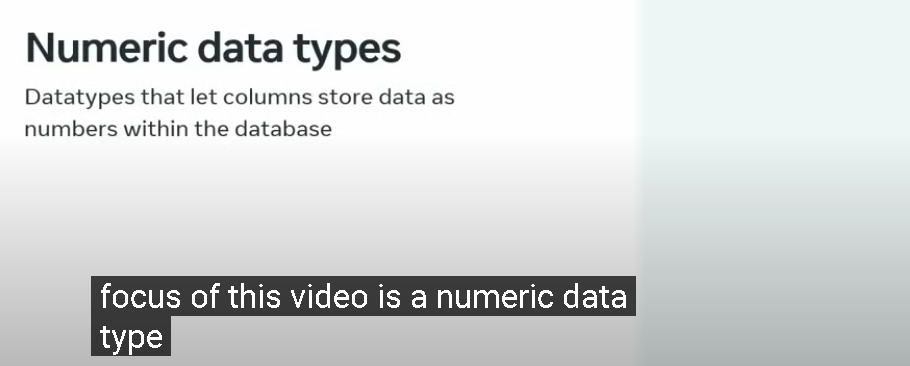 Numeric data types
Datatypes that let columns store data as
numbers within the database
focus of this video is a numeric data
type